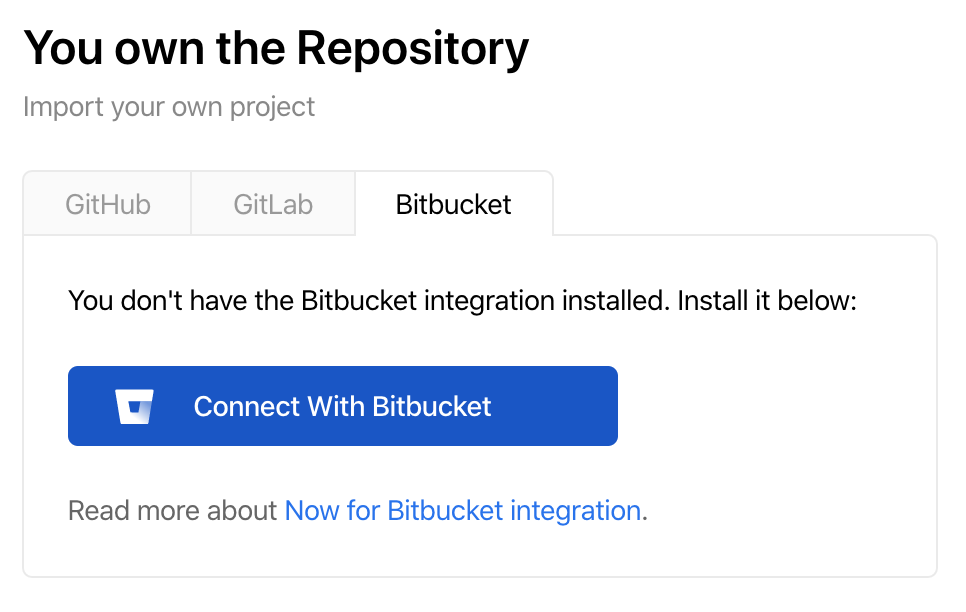 You own the Repository
Import your own project
GitHub
GitLab
Bitbucket
You don't have the Bitbucket integration installed. Install it below:
Connect With Bitbucket
Read more about Now for Bitbucket integration.